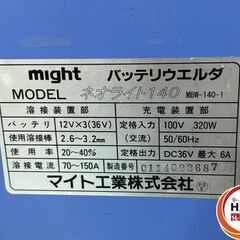 might バッテリウエルダ
MODEL ネオライト140 MBW-140-1
溶接装置部 充電装置部
バッテリ 12V×3(36V) 定格入力 100V 320W
使用溶接棒 2.6〜3.2mm 交流 50/60Hz
使用率 20〜40% 定格出力 DC36V 最大 6A
溶接電流 70〜150A 製造番号 0114023687
マイト工業株式会社